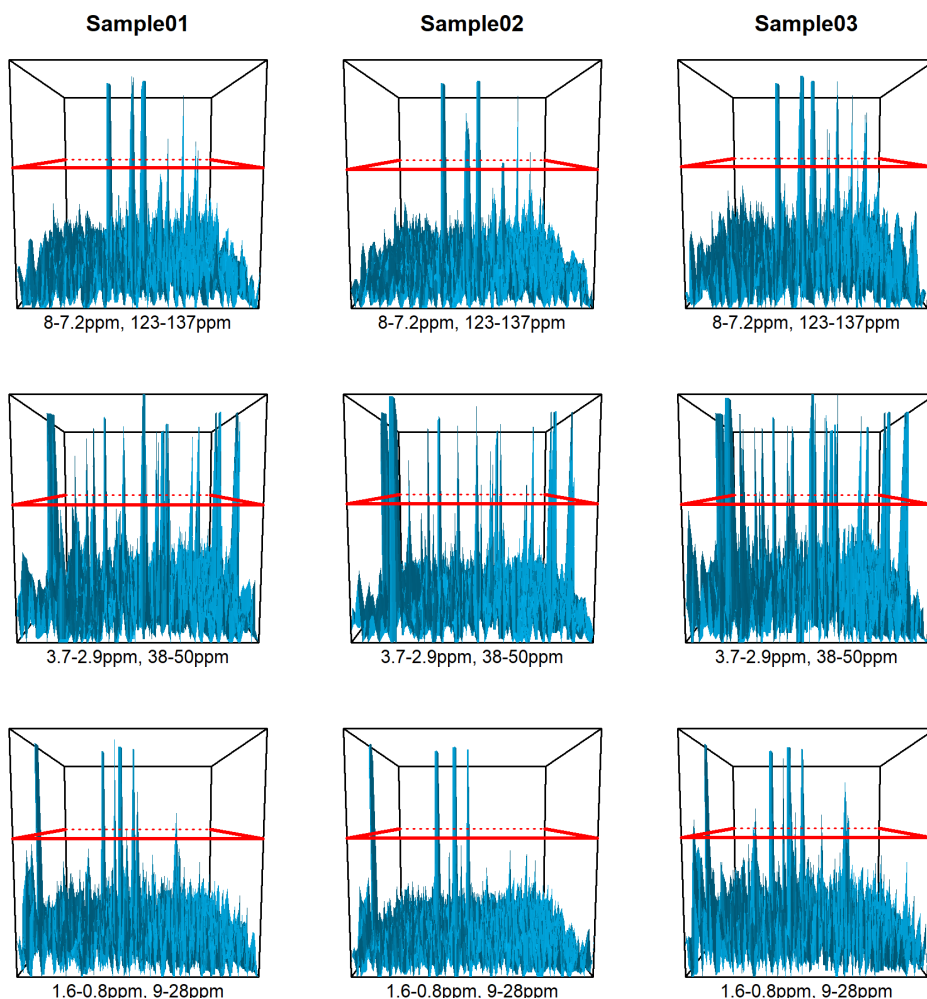 Sample01 Sample02 Sample03
8-7.2ppm, 123-137ppm 8-7.2ppm, 123-137ppm 8-7.2ppm, 123-137ppm
3.7-2.9ppm, 38-50ppm 3.7-2.9ppm, 38-50ppm 3.7-2.9ppm, 38-50ppm
1.6-0.8ppm, 9-28ppm 1.6-0.8ppm, 9-28ppm 1.6-0.8ppm, 9-28ppm